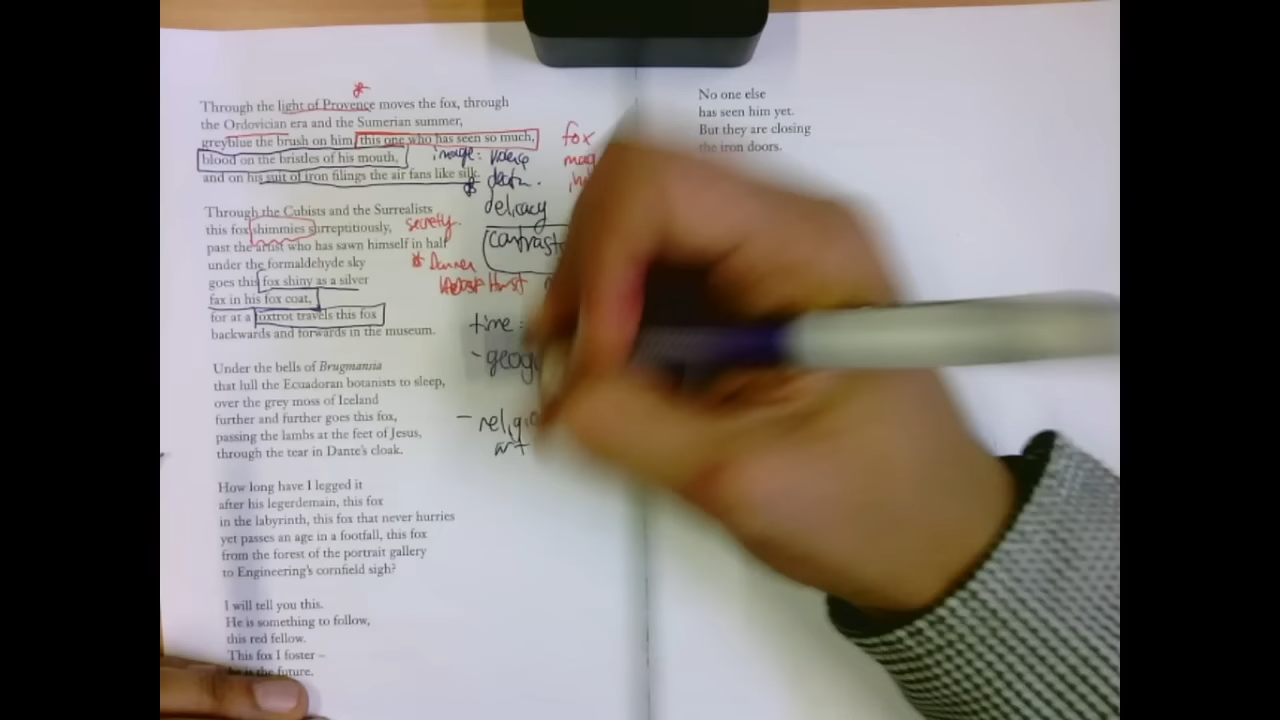 Through the light of Provence moves the fox, through
the Ordovician era and the Sumerian summer,
greyblue the brush on him, this one who has seen so much,
blood on the bristles of his mouth,
and on his suit of iron filings the air fans like silk.
Through the Cubists and the Surrealists
this fox shimmies surreptitiously,
past the artist who has sawn himself in half
under the formaldehyde sky
goes this fox shiny as a silver
fax in his fox coat,
for at a foxtrot travels this fox
backwards and forwards in the museum.
Under the bells of Brugmansia
that lull the Ecuadoran botanists to sleep,
over the grey moss of Iceland
further and further goes this fox,
passing the lambs at the feet of Jesus,
through the tear in Dante's cloak.
How long have I legged it
after his legerdemain, this fox
in the labyrinth, this fox that never hurries
yet passes an age in a footfall, this fox
from the forest of the portrait gallery
to Engineering's cornfield sigh?
I will tell you this.
He is something to follow,
this red fellow.
This fox I foster –
he is the future.
fox
image:
death.
delicacy
contrast
secretly
Hirst
time:
- geog
- religio
art
No one else
has seen him yet.
But they are closing
the iron doors.